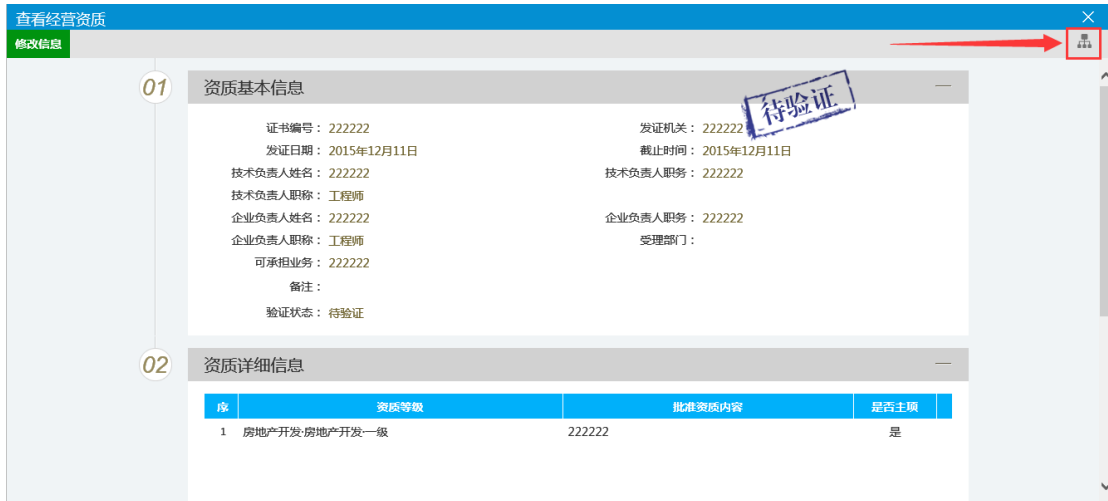 查看经营资质
修改信息
01 资质基本信息
待验证
证书编号： 222222 发证机关： 222222
发证日期： 2015年12月11日 截止时间： 2015年12月11日
技术负责人姓名： 222222 技术负责人职务： 222222
技术负责人职称： 工程师
企业负责人姓名： 222222 企业负责人职务： 222222
企业负责人职称： 工程师 受理部门：
可承担业务： 222222
备注：
验证状态： 待验证
02 资质详细信息
序 资质等级 批准资质内容 是否主项
1 房地产开发·房地产开发·一级 222222 是